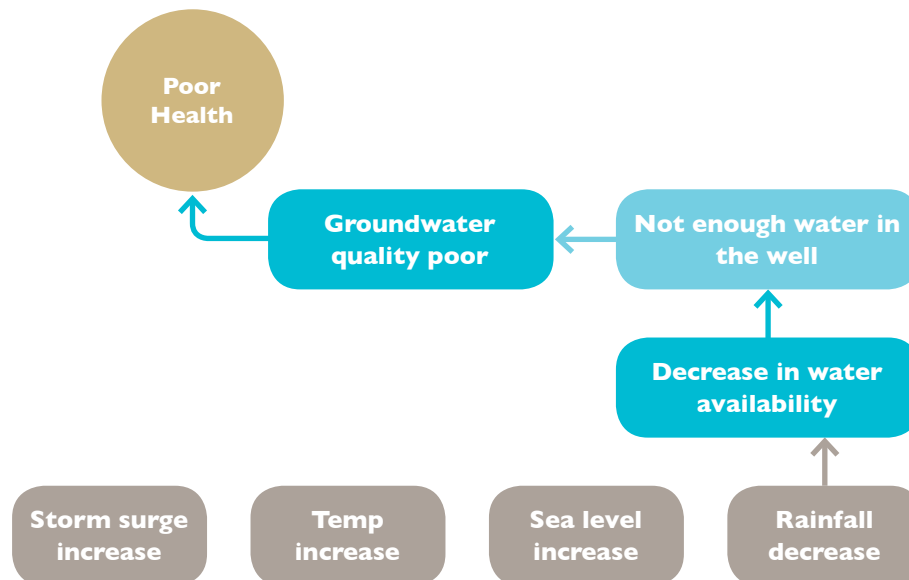 Poor
Health
Groundwater
quality poor
Not enough water in
the well
Decrease in water
availability
Storm surge
increase
Temp
increase
Sea level
increase
Rainfall
decrease